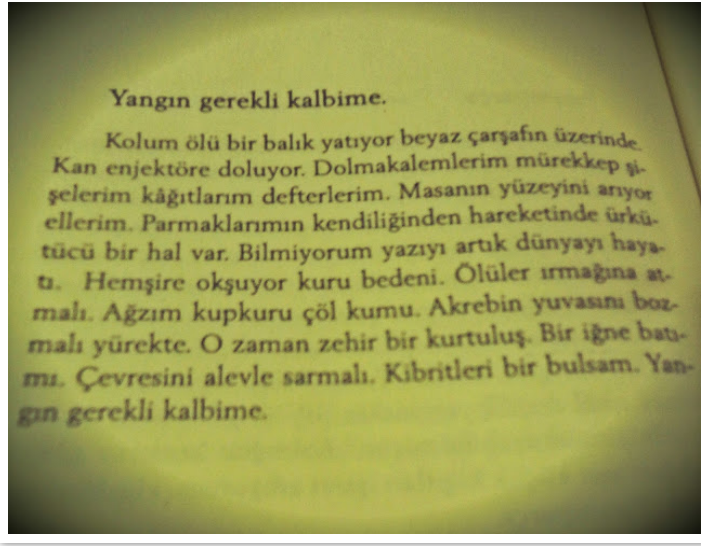 Yangın gerekli kalbime.
Kolum ölü bir balık yatıyor beyaz çarşafın üzerinde.
Kan enjektöre doluyor. Dolmakalemlerim mürekkep şi-
şelerim kâğıtlarım defterlerim. Masanın yüzeyini arıyor
ellerim. Parmaklarımın kendiliğinden hareketinde ürkü-
tücü bir hal var. Bilmiyorum yazıyı artık dünyayı haya-
tı. Hemşire okşuyor kuru bedeni. Ölüler ırmağına at-
malı. Ağzım kupkuru çöl kumu. Akrebin yuvasını boz-
malı yürekte. O zaman zehir bir kurtuluş. Bir iğne batı-
mı. Çevresini alevle sarmalı. Kibritleri bir bulsam. Yan-
gın gerekli kalbime.